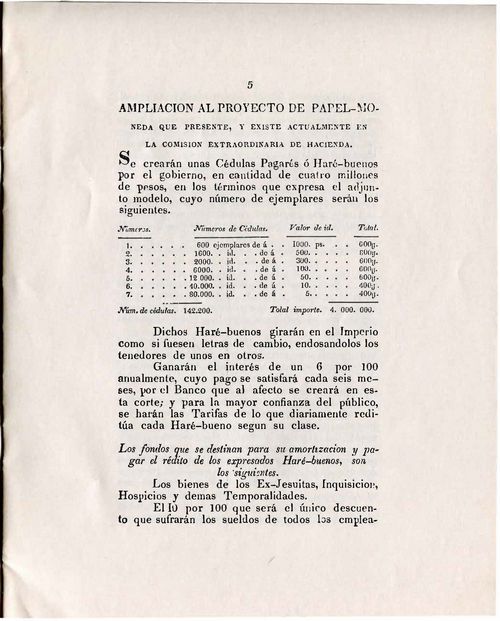 5
AMPLIACION AL PROYECTO DE PAPEL-MO-
NEDA QUE PRESENTE, Y EXISTE ACTUALMENTE EN
LA COMISION EXTRAORDINARIA DE HACIENDA.
Se crearán unas Cédulas Pagarés ó Haré-buenos
por el gobierno, en cantidad de cuatro millones
de pesos, en los términos que expresa el adjun-
to modelo, cuyo número de ejemplares serán los
siguientes.
Números. Números de Cédulas. Valor de id. Total.
1. . . . . . 600 ejemplares de á . . 1000. ps. . . . 600ȳ.
2. . . . . . 1600. . id. . . de á . 500. . . . . 800ȳ.
3. . . . . . 2000. . id. . . de á . 300. . . . . 600ȳ.
4. . . . . . 6000. . id. . . de á . 100. . . . . 600ȳ.
5. . . . . . 12 000. . id. . . de á . 50. . . . . 600ȳ.
6. . . . . . 40.000. . id. . . de á . 10. . . . . 400ȳ.
7. . . . . . 80.000. . id. . . de á . 5. . . . . 400ȳ.
Núm. de cédulas. 142.200. Total importe. 4. 000. 000.
Dichos Haré-buenos girarán en el Imperio
como si fuesen letras de cambio, endosandolos los
tenedores de unos en otros.
Ganarán el interés de un 6 por 100
anualmente, cuyo pago se satisfará cada seis me-
ses, por el Banco que al afecto se creará en es-
ta corte; y para la mayor confianza del público,
se harán las Tarifas de lo que diariamente redi-
túa cada Haré-bueno segun su clase.
Los fondos que se destinan para su amortizacion y pa-
gar el rédito de los expresados Haré-buenos, son
los siguientes.
Los bienes de los Ex-Jesuitas, Inquisicion,
Hospicios y demas Temporalidades.
El 10 por 100 que será el único descuen-
to que sufrarán los sueldos de todos los emplea-